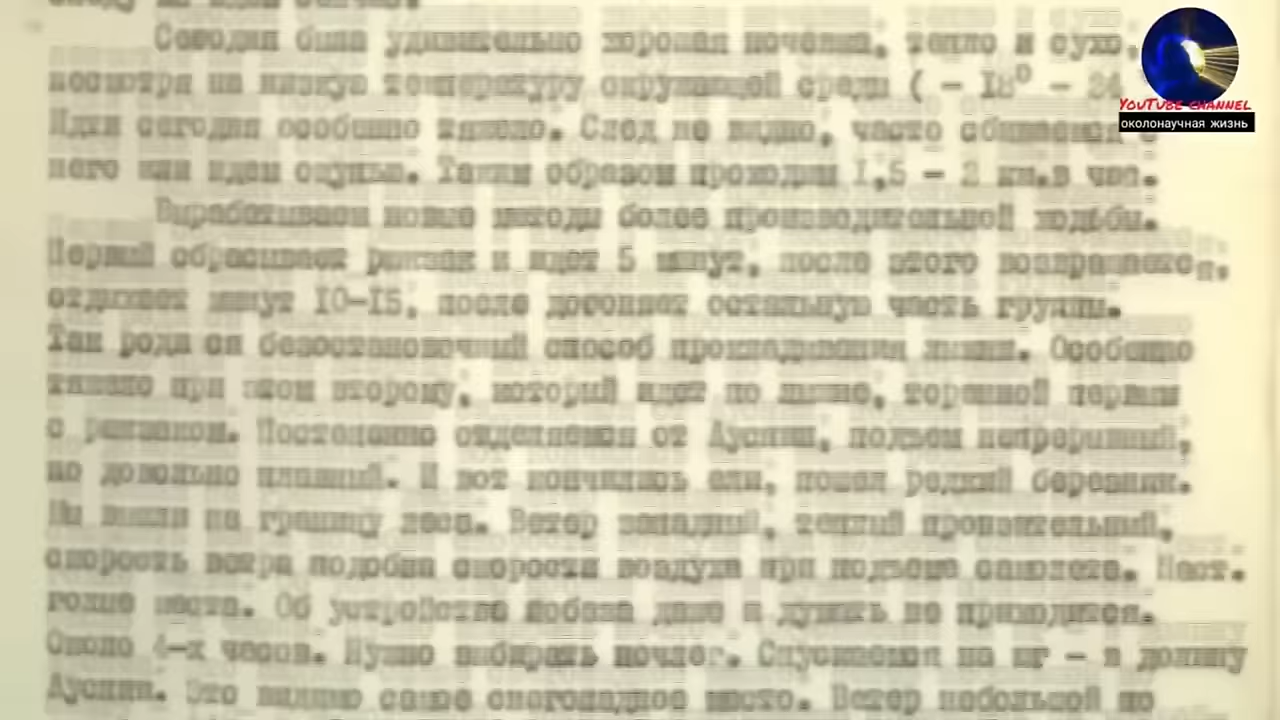 Сегодня была удивительно хорошая ночевка, тепло и сухо,
несмотря на низкую температуру окружающей среды ( - 18° - 24
Идти сегодня особенно тяжело. След не видно, часто сбиваемся с
него или идем ощупью. Таким образом проходим 1,5 - 2 км.в час.
Вырабатываем новые методы более производительной ходьбы.
Первый сбрасывает рюкзак и идет 5 минут, после этого возвращается,
отдыхает минут 10-15, после догоняет остальную часть группы.
Так роди ся безостановочный способ прокладывания лыжни. Особенно
тяжело при этом второму, который идет по лыжне, торенной первым
с рюкзаком. Постепенно отделяемся от Ауспии, подъем непрерывный,
но довольно плавный. И вот кончились ели, пошел редкий березняк.
Мы вышли на границу леса. Ветер западный, теплый пронзительный,
скорость ветра подобна скорости воздуха при подъеме самолета. Наст.
голые места. Об устройстве лобаза даже и думать не приходится.
Около 4-х часов. Нужно выбирать ночлег. Спускаемся на юг - в долину
Ауспии. Это видимо самое снегопадное место. Ветер небольшой по
YouTube channel
околонаучная жизнь